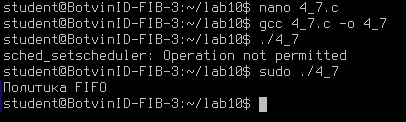 student@BotvinID-FIB-3:~/lab10$ nano 4_7.c
student@BotvinID-FIB-3:~/lab10$ gcc 4_7.c -o 4_7
student@BotvinID-FIB-3:~/lab10$ ./4_7
sched_setscheduler: Operation not permitted
student@BotvinID-FIB-3:~/lab10$ sudo ./4_7
Политика FIFO
student@BotvinID-FIB-3:~/lab10$